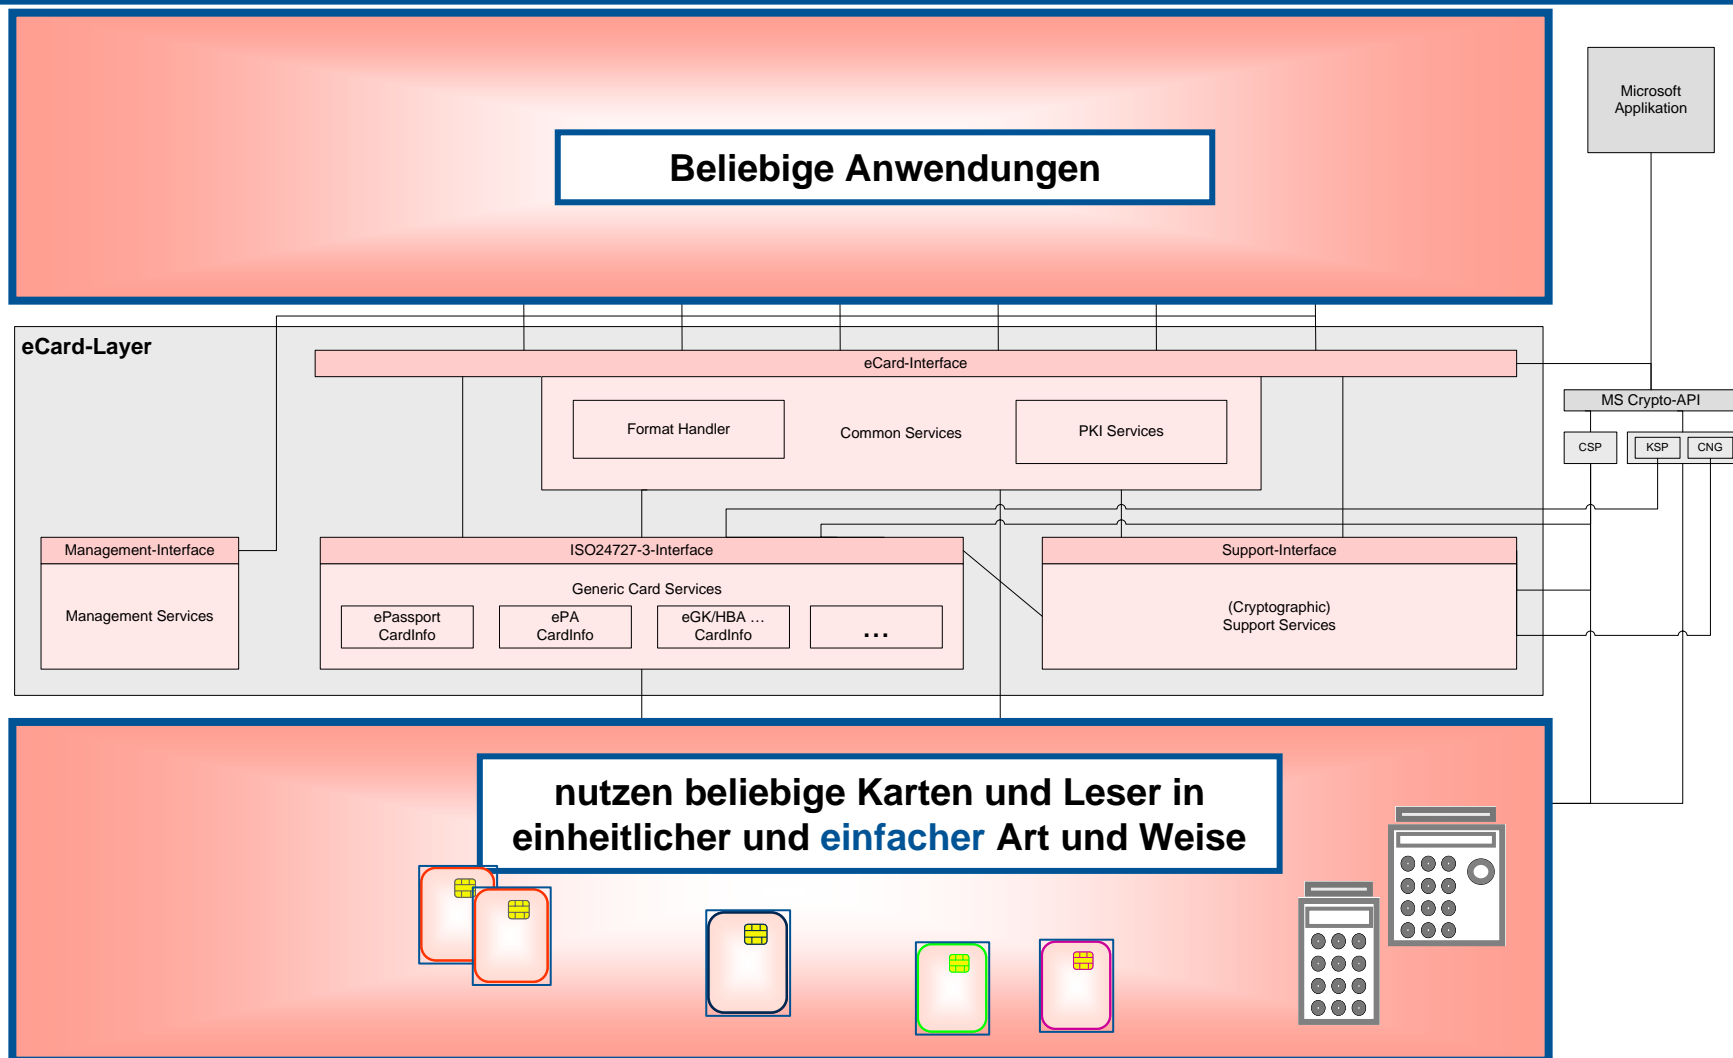 Microsoft
Applikation
Beliebige Anwendungen
eCard-Layer
eCard-Interface
MS Crypto-API
Format Handler
Common Services
PKI Services
CSP
KSP
CNG
Management-Interface
ISO24727-3-Interface
Support-Interface
Management Services
Generic Card Services
ePassport
CardInfo
ePA
CardInfo
eGK/HBA ...
CardInfo
...
(Cryptographic)
Support Services
nutzen beliebige Karten und Leser in
einheitlicher und einfacher Art und Weise